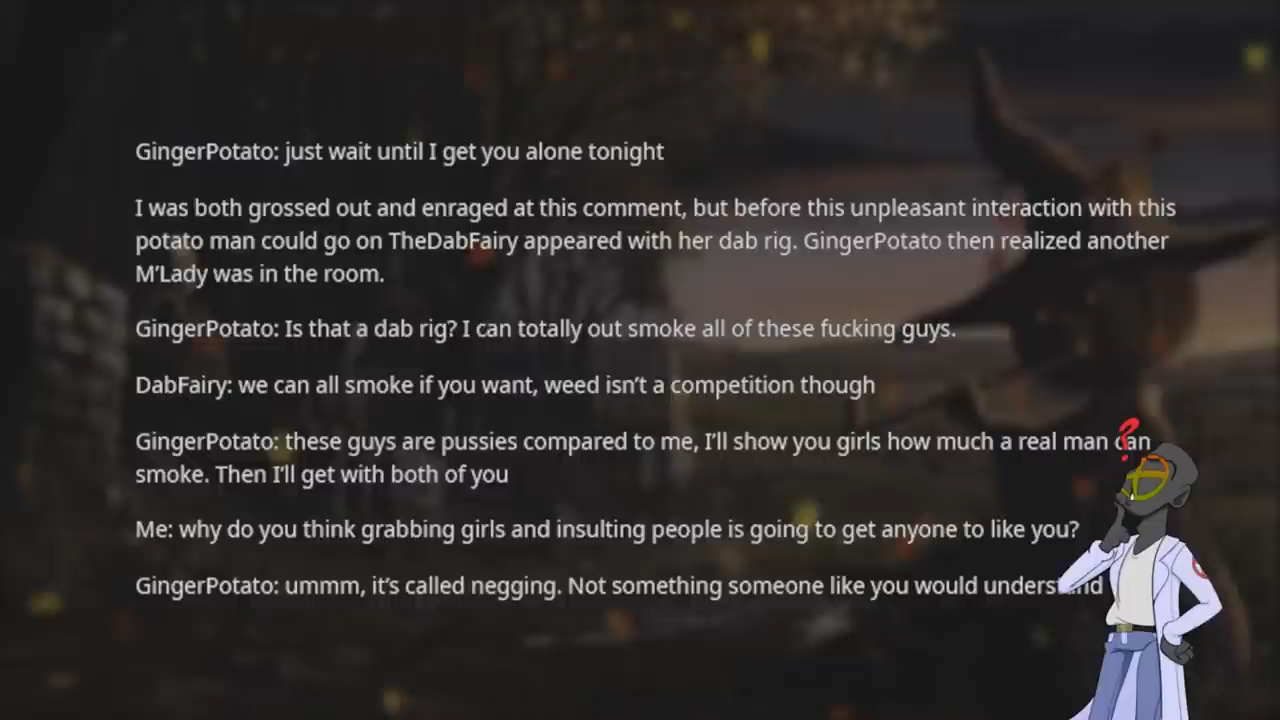 GingerPotato: just wait until I get you alone tonight
I was both grossed out and enraged at this comment, but before this unpleasant interaction with this
potato man could go on TheDabFairy appeared with her dab rig. GingerPotato then realized another
M'Lady was in the room.
GingerPotato: Is that a dab rig? I can totally out smoke all of these fucking guys.
DabFairy: we can all smoke if you want, weed isn't a competition though
GingerPotato: these guys are pussies compared to me, I'll show you girls how much a real man can
smoke. Then I'll get with both of you
Me: why do you think grabbing girls and insulting people is going to get anyone to like you?
GingerPotato: ummm, it's called negging. Not something someone like you would understand
?